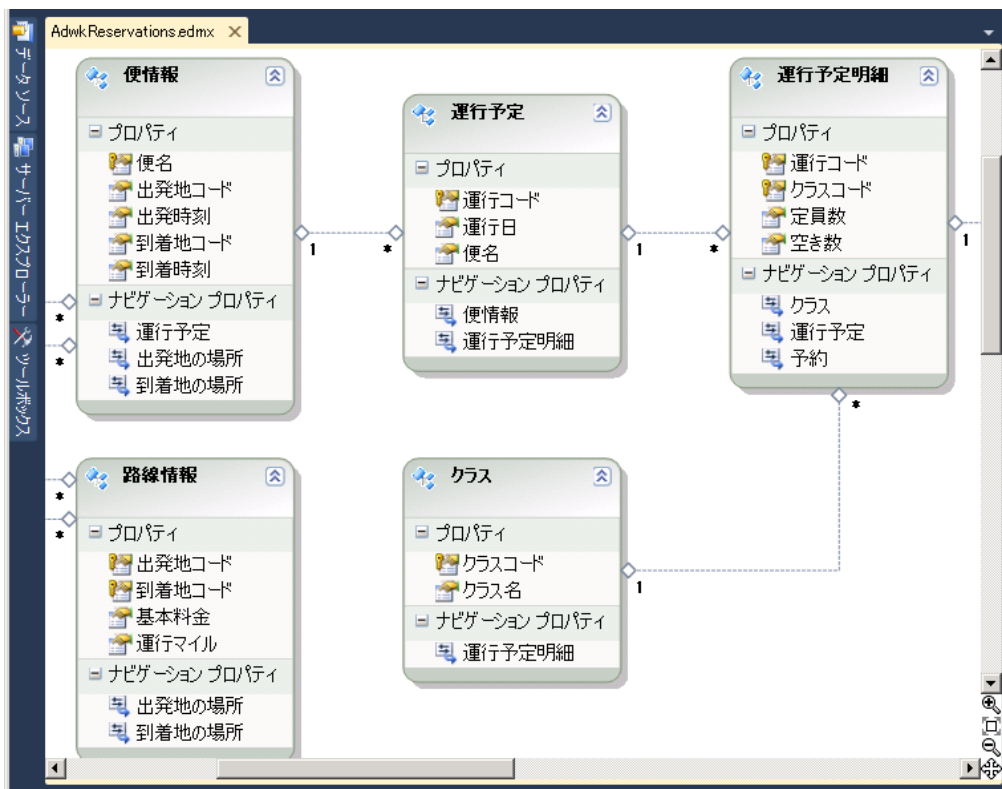 AdwkReservations.edmx
データ ソース
サーバー エクスプローラー
ツールボックス
便情報
プロパティ
便名
出発地コード
出発時刻
到着地コード
到着時刻
ナビゲーション プロパティ
運行予定
出発地の場所
到着地の場所
運行予定
プロパティ
運行コード
運行日
便名
ナビゲーション プロパティ
便情報
運行予定明細
運行予定明細
プロパティ
運行コード
クラスコード
定員数
空き数
ナビゲーション プロパティ
クラス
運行予定
予約
1
*
1
*
1
*
*
*
路線情報
プロパティ
出発地コード
到着地コード
基本料金
運行マイル
ナビゲーション プロパティ
出発地の場所
到着地の場所
*
*
クラス
プロパティ
クラスコード
クラス名
ナビゲーション プロパティ
運行予定明細
1